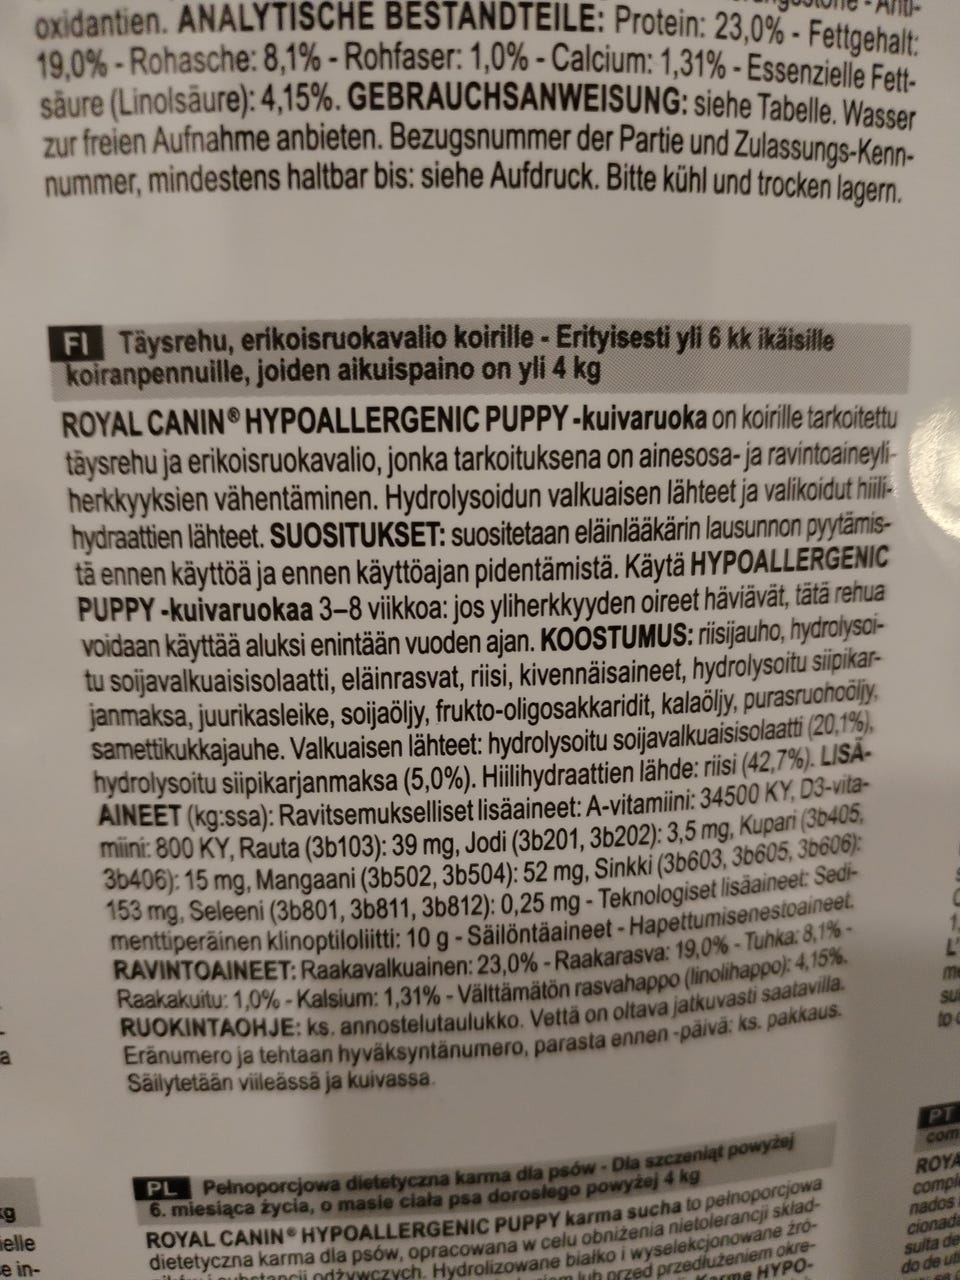 oxidantien. ANALYTISCHE BESTANDTEILE: Protein: 23,0% - Fettgehalt:
19,0% - Rohasche: 8,1% - Rohfaser: 1,0% - Calcium: 1,31% - Essenzielle Fett-
säure (Linolsäure): 4,15%. GEBRAUCHSANWEISUNG: siehe Tabelle. Wasser
zur freien Aufnahme anbieten. Bezugsnummer der Partie und Zulassungs-Kenn-
nummer, mindestens haltbar bis: siehe Aufdruck. Bitte kühl und trocken lagern.
FI Täysrehu, erikoisruokavalio koirille - Erityisesti yli 6 kk ikäisille
koiranpennuille, joiden aikuispaino on yli 4 kg
ROYAL CANIN® HYPOALLERGENIC PUPPY -kuivaruoka on koirille tarkoitettu
täysrehu ja erikoisruokavalio, jonka tarkoituksena on ainesosa- ja ravintoaineyli-
herkkyyksien vähentäminen. Hydrolysoidun valkuaisen lähteet ja valikoidut hiili-
hydraattien lähteet. SUOSITUKSET: suositetaan eläinlääkärin lausunnon pyytämis-
tä ennen käyttöä ja ennen käyttöajan pidentämistä. Käytä HYPOALLERGENIC
PUPPY -kuivaruokaa 3–8 viikkoa: jos yliherkkyyden oireet häviävät, tätä rehua
voidaan käyttää aluksi enintään vuoden ajan. KOOSTUMUS: riisijauho, hydrolysoi-
tu soijavalkuaisisolaatti, eläinrasvat, riisi, kivennäisaineet, hydrolysoitu siipikar-
janmaksa, juurikasleike, soijaöljy, frukto-oligosakkaridit, kalaöljy, purasruohoöljy,
samettikukkajauhe. Valkuaisen lähteet: hydrolysoitu soijavalkuaisisolaatti (20,1%),
hydrolysoitu siipikarjanmaksa (5,0%). Hiilihydraattien lähde: riisi (42,7%). LISÄ-
AINEET (kg:ssa): Ravitsemukselliset lisäaineet: A-vitamiini: 34500 KY, D3-vita-
miini: 800 KY, Rauta (3b103): 39 mg, Jodi (3b201, 3b202): 3,5 mg, Kupari (3b405,
3b406): 15 mg, Mangaani (3b502, 3b504): 52 mg, Sinkki (3b603, 3b605, 3b606):
153 mg, Seleeni (3b801, 3b811, 3b812): 0,25 mg - Teknologiset lisäaineet: Sedi-
menttiperäinen klinoptiloliitti: 10 g - Säilöntäaineet - Hapettumisenestoaineet.
RAVINTOAINEET: Raakavalkuainen: 23,0% - Raakarasva: 19,0% - Tuhka: 8,1% -
Raakakuitu: 1,0% - Kalsium: 1,31% - Välttämätön rasvahappo (linolihappo): 4,15%.
RUOKINTAOHJE: ks. annostelutaulukko. Vettä on oltava jatkuvasti saatavilla.
Eränumero ja tehtaan hyväksyntänumero, parasta ennen -päivä: ks. pakkaus.
Säilytetään viileässä ja kuivassa.
PL Pełnoporcjowa dietetyczna karma dla psów - Dla szczeniąt powyżej
6. miesiąca życia, o masie ciała psa dorosłego powyżej 4 kg
ROYAL CANIN® HYPOALLERGENIC PUPPY karma sucha to pełnoporcjowa
dietetyczna karma dla psów, opracowana w celu obniżenia nietolerancji skład-
odżywczych. Hydrolizowane białko i wyselekcjonowane źró-
lub przed przedłużeniem okre-
Karme HYPO-
PT